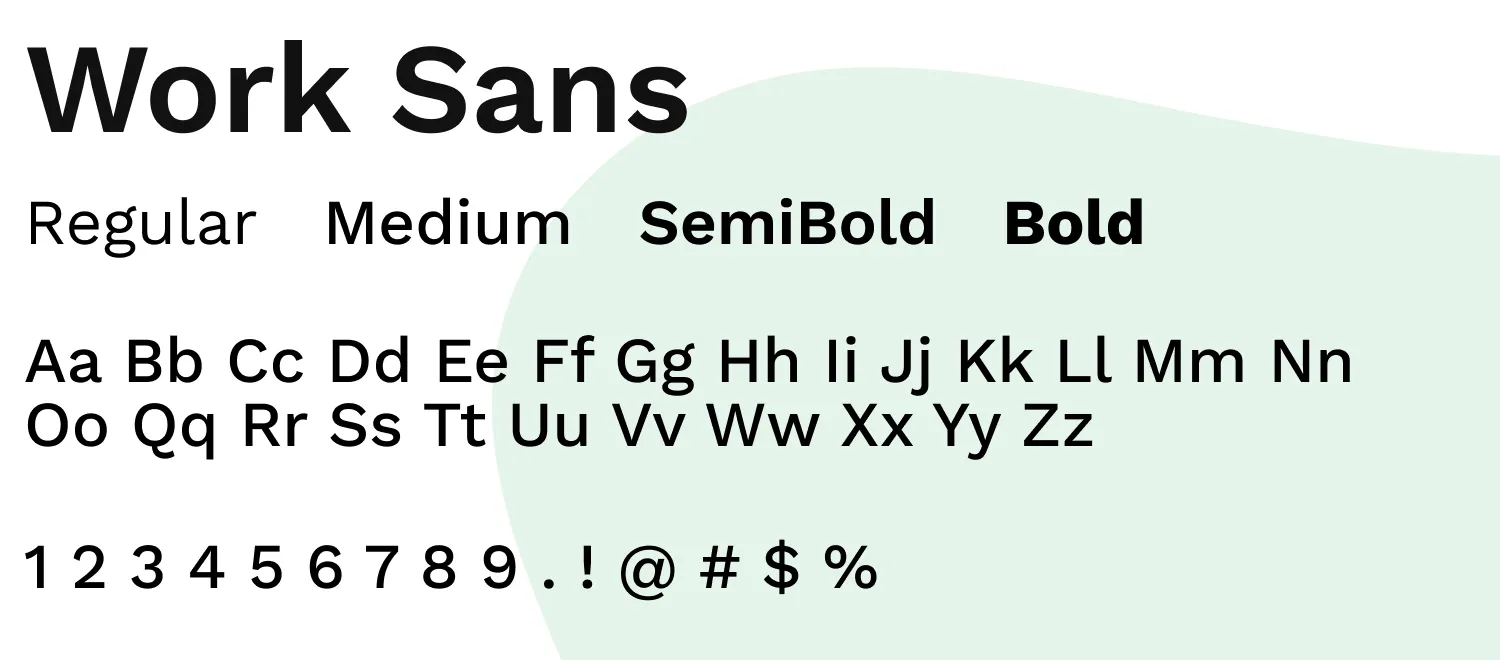 Work Sans
Regular Medium SemiBold Bold
Aa Bb Cc Dd Ee Ff Gg Hh Ii Jj Kk Ll Mm Nn
Oo Qq Rr Ss Tt Uu Vv Ww Xx Yy Zz
1 2 3 4 5 6 7 8 9 . ! @ # $ %